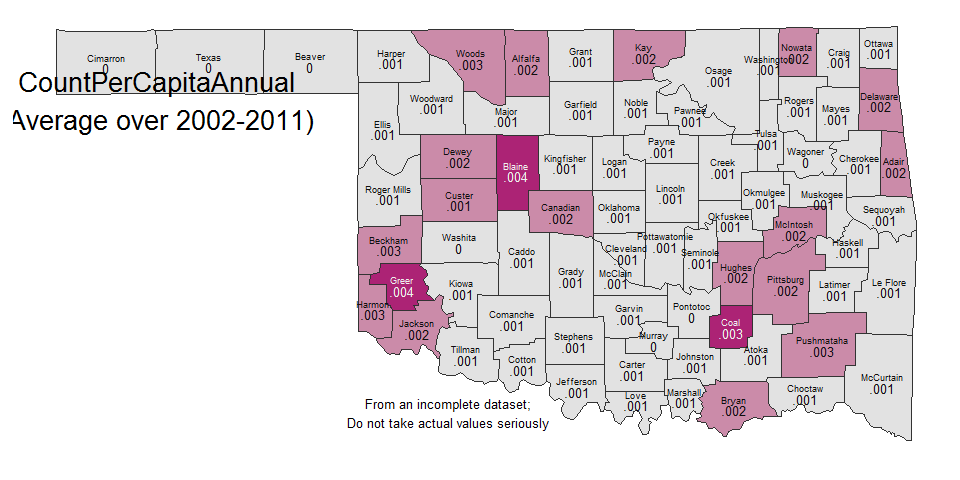 Cimarron
0
Texas
0
Beaver
0
Harper
.001
Woods
.003
Alfalfa
.002
Grant
.001
Kay
.002
Osage
.001
Washington
.001
Nowata
.002
Craig
.001
Ottawa
.001
CountPerCapitaAnnual
Average over 2002-2011)
Ellis
.001
Woodward
.001
Major
.001
Garfield
.001
Noble
.001
Pawnee
.001
Rogers
.001
Mayes
.001
Delaware
.002
Roger Mills
.001
Dewey
.002
Blaine
.004
Kingfisher
.001
Logan
.001
Payne
.001
Creek
.001
Tulsa
.001
Wagoner
0
Cherokee
.001
Adair
.002
Custer
.001
Canadian
.002
Oklahoma
.001
Lincoln
.001
Okmulgee
.001
Muskogee
.001
Sequoyah
.001
Beckham
.003
Washita
0
Caddo
.001
Grady
.001
Cleveland
.001
McClain
.001
Pottawatomie
.001
Seminole
.001
Okfuskee
.001
McIntosh
.002
Haskell
.001
Greer
.004
Kiowa
.001
Hughes
.002
Pittsburg
.002
Latimer
.001
Le Flore
.001
Harmon
.003
Jackson
.002
Comanche
.001
Stephens
.001
Garvin
.001
Murray
0
Pontotoc
0
Coal
.003
Atoka
.001
Pushmataha
.003
McCurtain
.001
Tillman
.001
Cotton
.001
Jefferson
.001
Carter
.001
Love
.001
Johnston
.001
Marshall
.001
Bryan
.002
Choctaw
.001
From an incomplete dataset;
Do not take actual values seriously